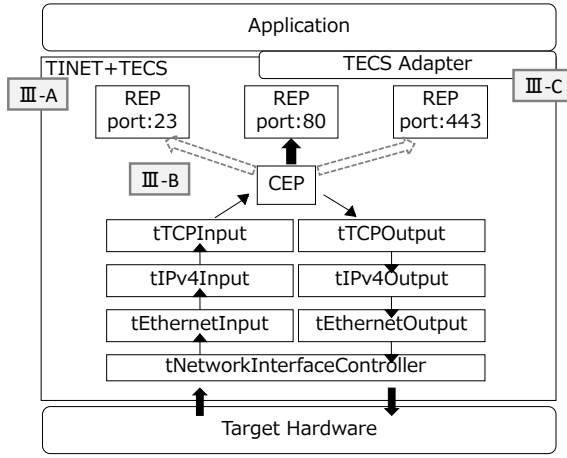 Application
TINET+TECS
TECS Adapter
Ⅲ-A
Ⅲ-C
REP
port:23
REP
port:80
REP
port:443
Ⅲ-B
CEP
tTCPInput
tTCPOutput
tIPv4Input
tIPv4Output
tEthernetInput
tEthernetOutput
tNetworkInterfaceController
Target Hardware